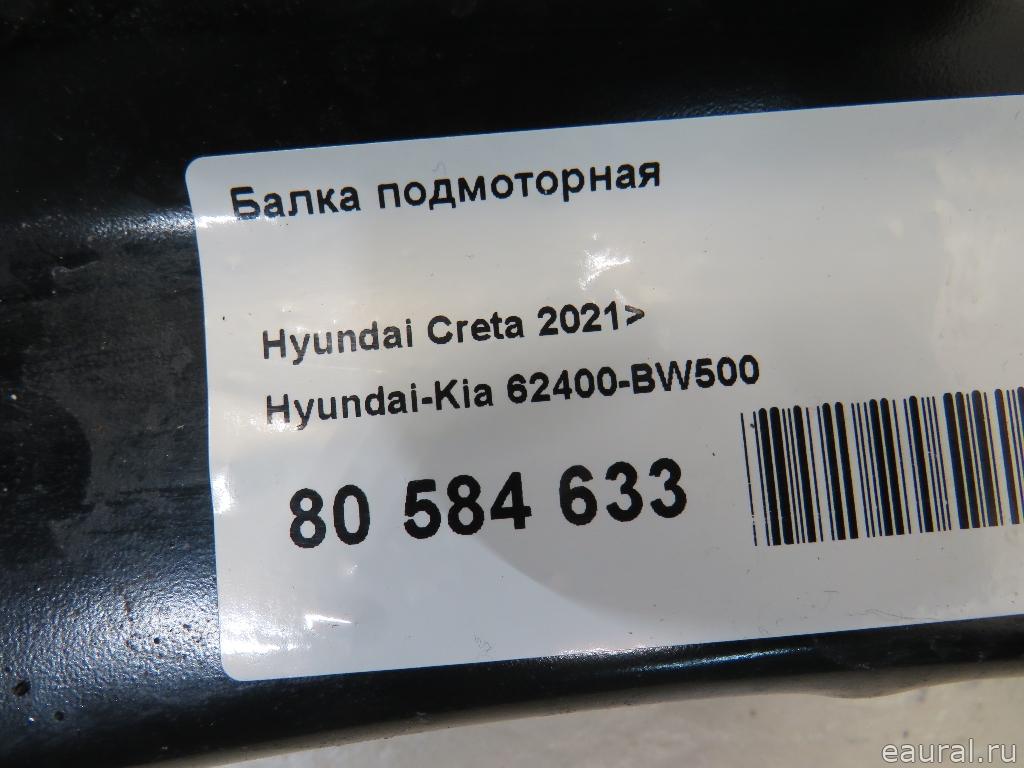 Балка подмоторная
Hyundai Creta 2021>
Hyundai-Kia 62400-BW500
80 584 633
eaural.ru